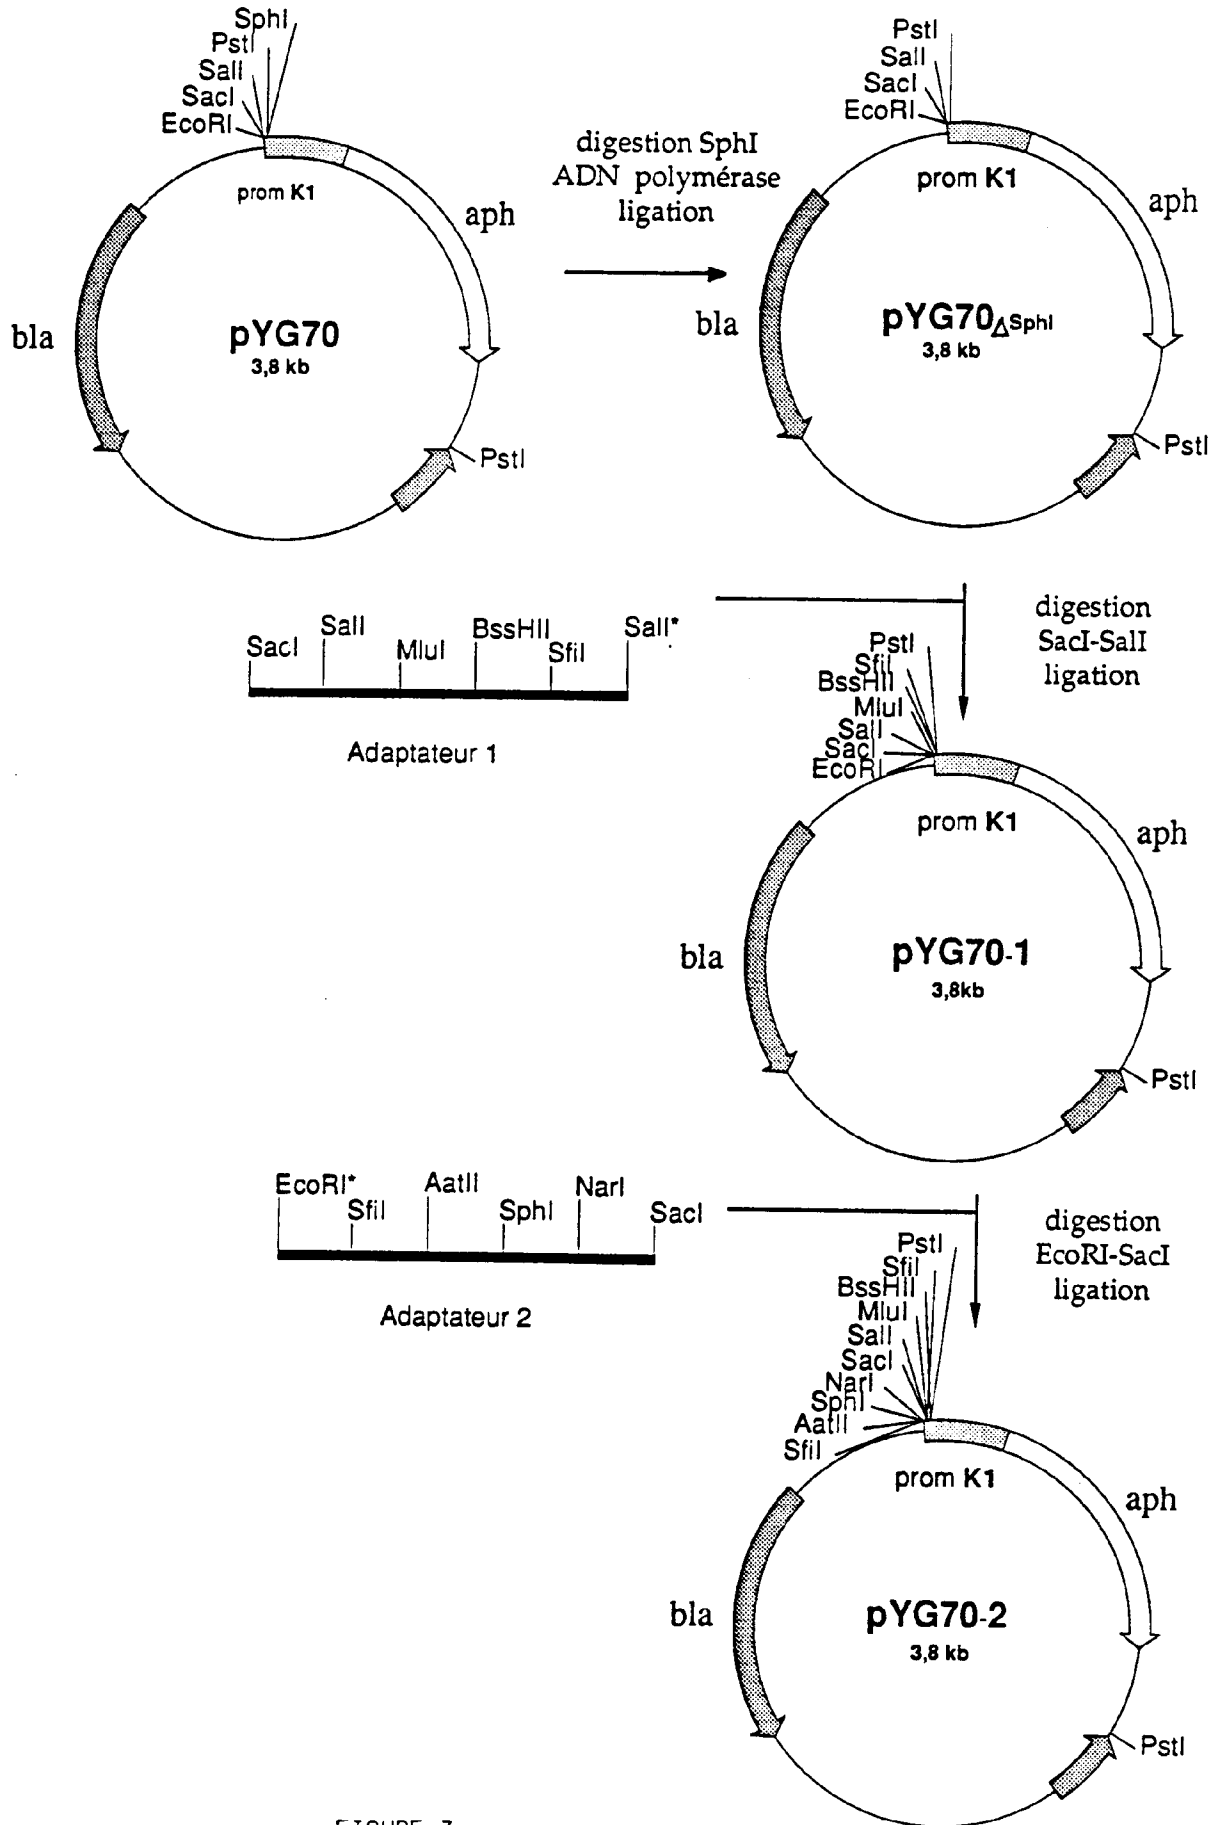 SphI
PstI
SalI
SacI
EcoRI
prom K1
aph
bla
pYG70
3,8 kb
PstI
digestion SphI
ADN polymérase
ligation
PstI
SalI
SacI
EcoRI
prom K1
aph
bla
pYG70ΔSphI
3,8 kb
PstI
SacI
SalI
MluI
BssHII
SfiI
SalI*
Adaptateur 1
digestion
SacI-SalI
ligation
PstI
SfiI
BssHII
MluI
SalI
SacI
EcoRI
prom K1
aph
bla
pYG70-1
3,8kb
PstI
EcoRI*
SfiI
AatII
SphI
NarI
SacI
Adaptateur 2
digestion
EcoRI-SacI
ligation
PstI
SfiI
BssHII
MluI
SalI
SacI
NarI
SphI
AatII
SfiI
prom K1
aph
bla
pYG70-2
3,8 kb
PstI